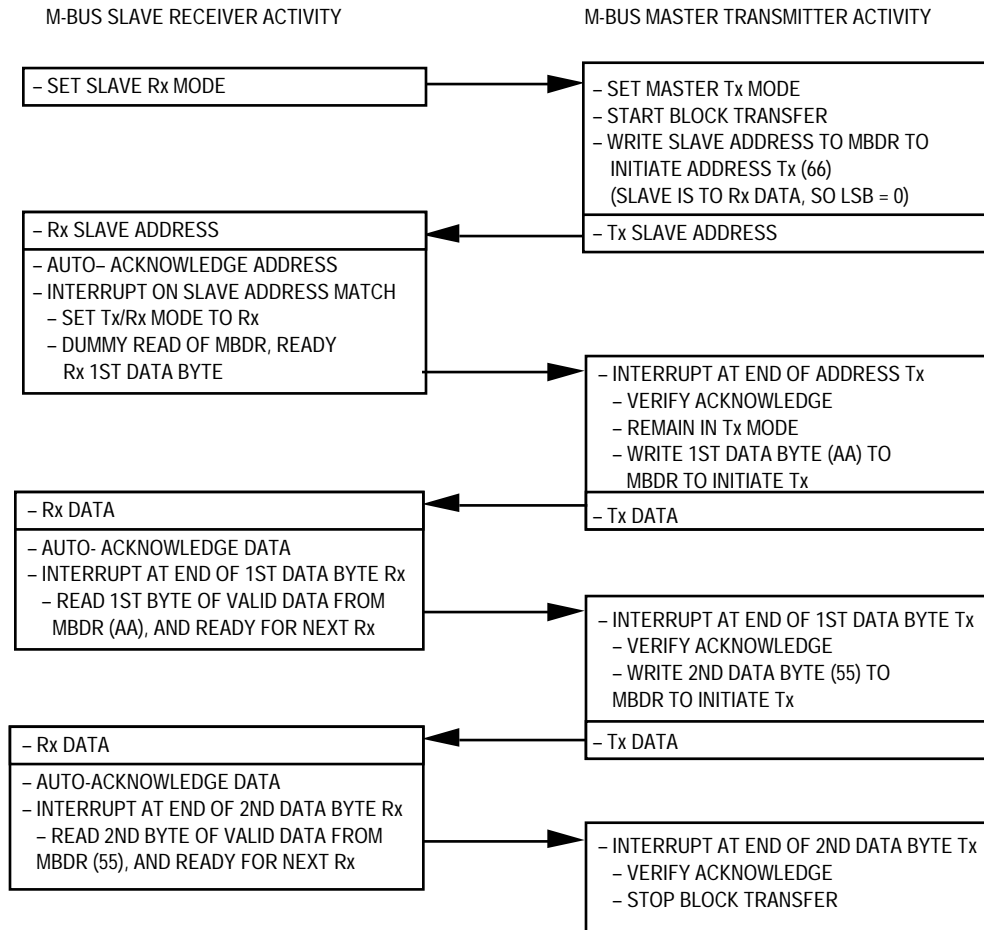 M-BUS SLAVE RECEIVER ACTIVITY
M-BUS MASTER TRANSMITTER ACTIVITY
– SET SLAVE Rx MODE
– SET MASTER Tx MODE
– START BLOCK TRANSFER
– WRITE SLAVE ADDRESS TO MBDR TO
INITIATE ADDRESS Tx (66)
(SLAVE IS TO Rx DATA, SO LSB = 0)
– Tx SLAVE ADDRESS
– Rx SLAVE ADDRESS
– AUTO– ACKNOWLEDGE ADDRESS
– INTERRUPT ON SLAVE ADDRESS MATCH
– SET Tx/Rx MODE TO Rx
– DUMMY READ OF MBDR, READY
Rx 1ST DATA BYTE
– INTERRUPT AT END OF ADDRESS Tx
– VERIFY ACKNOWLEDGE
– REMAIN IN Tx MODE
– WRITE 1ST DATA BYTE (AA) TO
MBDR TO INITIATE Tx
– Tx DATA
– Rx DATA
– AUTO- ACKNOWLEDGE DATA
– INTERRUPT AT END OF 1ST DATA BYTE Rx
– READ 1ST BYTE OF VALID DATA FROM
MBDR (AA), AND READY FOR NEXT Rx
– INTERRUPT AT END OF 1ST DATA BYTE Tx
– VERIFY ACKNOWLEDGE
– WRITE 2ND DATA BYTE (55) TO
MBDR TO INITIATE Tx
– Tx DATA
– Rx DATA
– AUTO-ACKNOWLEDGE DATA
– INTERRUPT AT END OF 2ND DATA BYTE Rx
– READ 2ND BYTE OF VALID DATA FROM
MBDR (55), AND READY FOR NEXT Rx
– INTERRUPT AT END OF 2ND DATA BYTE Tx
– VERIFY ACKNOWLEDGE
– STOP BLOCK TRANSFER